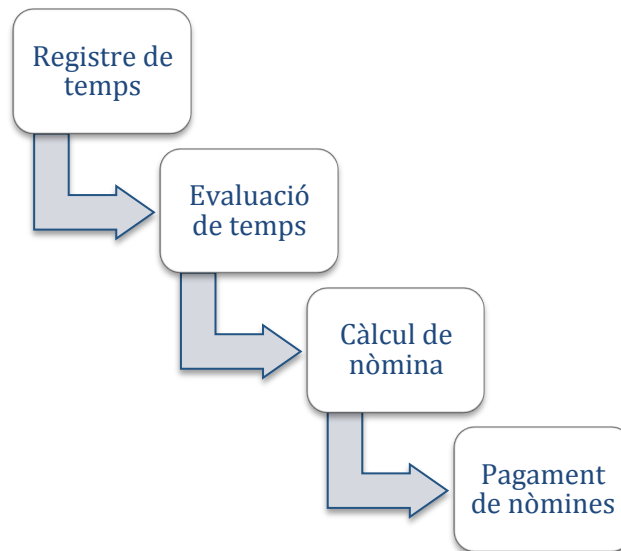 Registre de
temps
Evaluació
de temps
Càlcul de
nòmina
Pagament
de nòmines